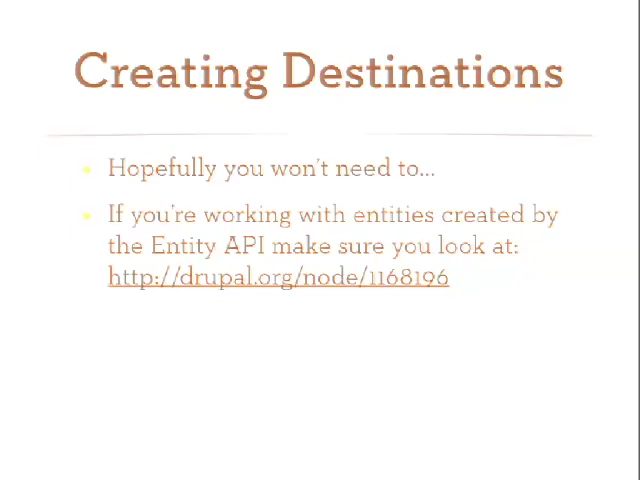 Creating Destinations
Hopefully you won't need to...
If you're working with entities created by
the Entity API make sure you look at:
http://drupal.org/node/1168196